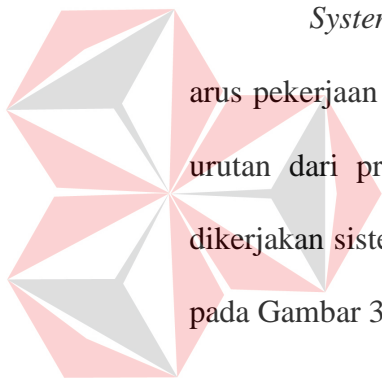 System
arus pekerjaan
urutan dari pr
dikerjakan siste
pada Gambar 3